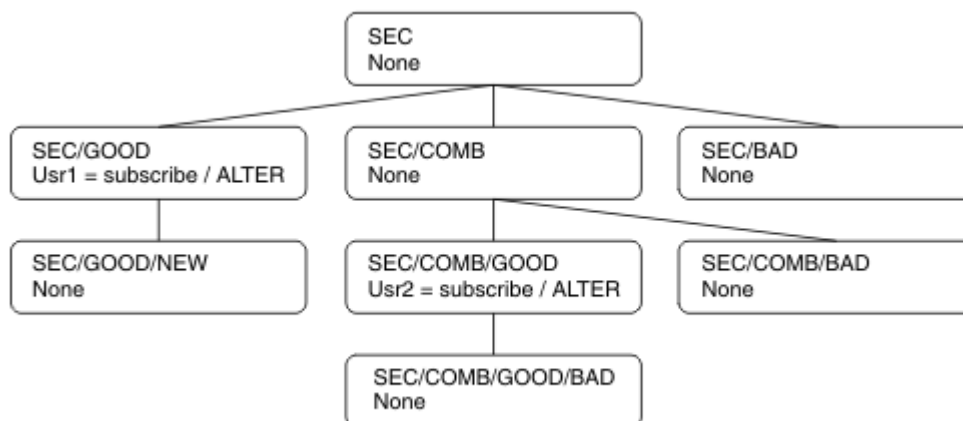 SEC
None
SEC/GOOD
Usr1 = subscribe / ALTER
SEC/COMB
None
SEC/BAD
None
SEC/GOOD/NEW
None
SEC/COMB/GOOD
Usr2 = subscribe / ALTER
SEC/COMB/BAD
None
SEC/COMB/GOOD/BAD
None